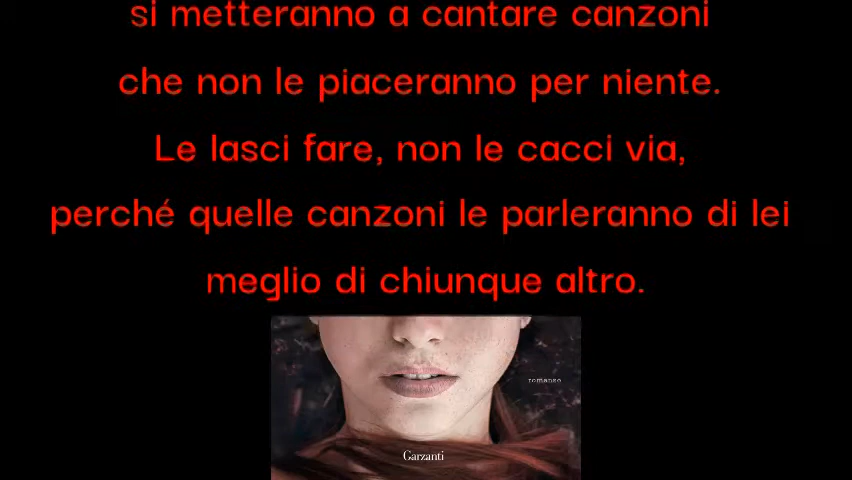 si metteranno a cantare canzoni
che non le piaceranno per niente.
Le lasci fare, non le cacci via,
perché quelle canzoni le parleranno di lei
meglio di chiunque altro.
romanzo
Garzanti